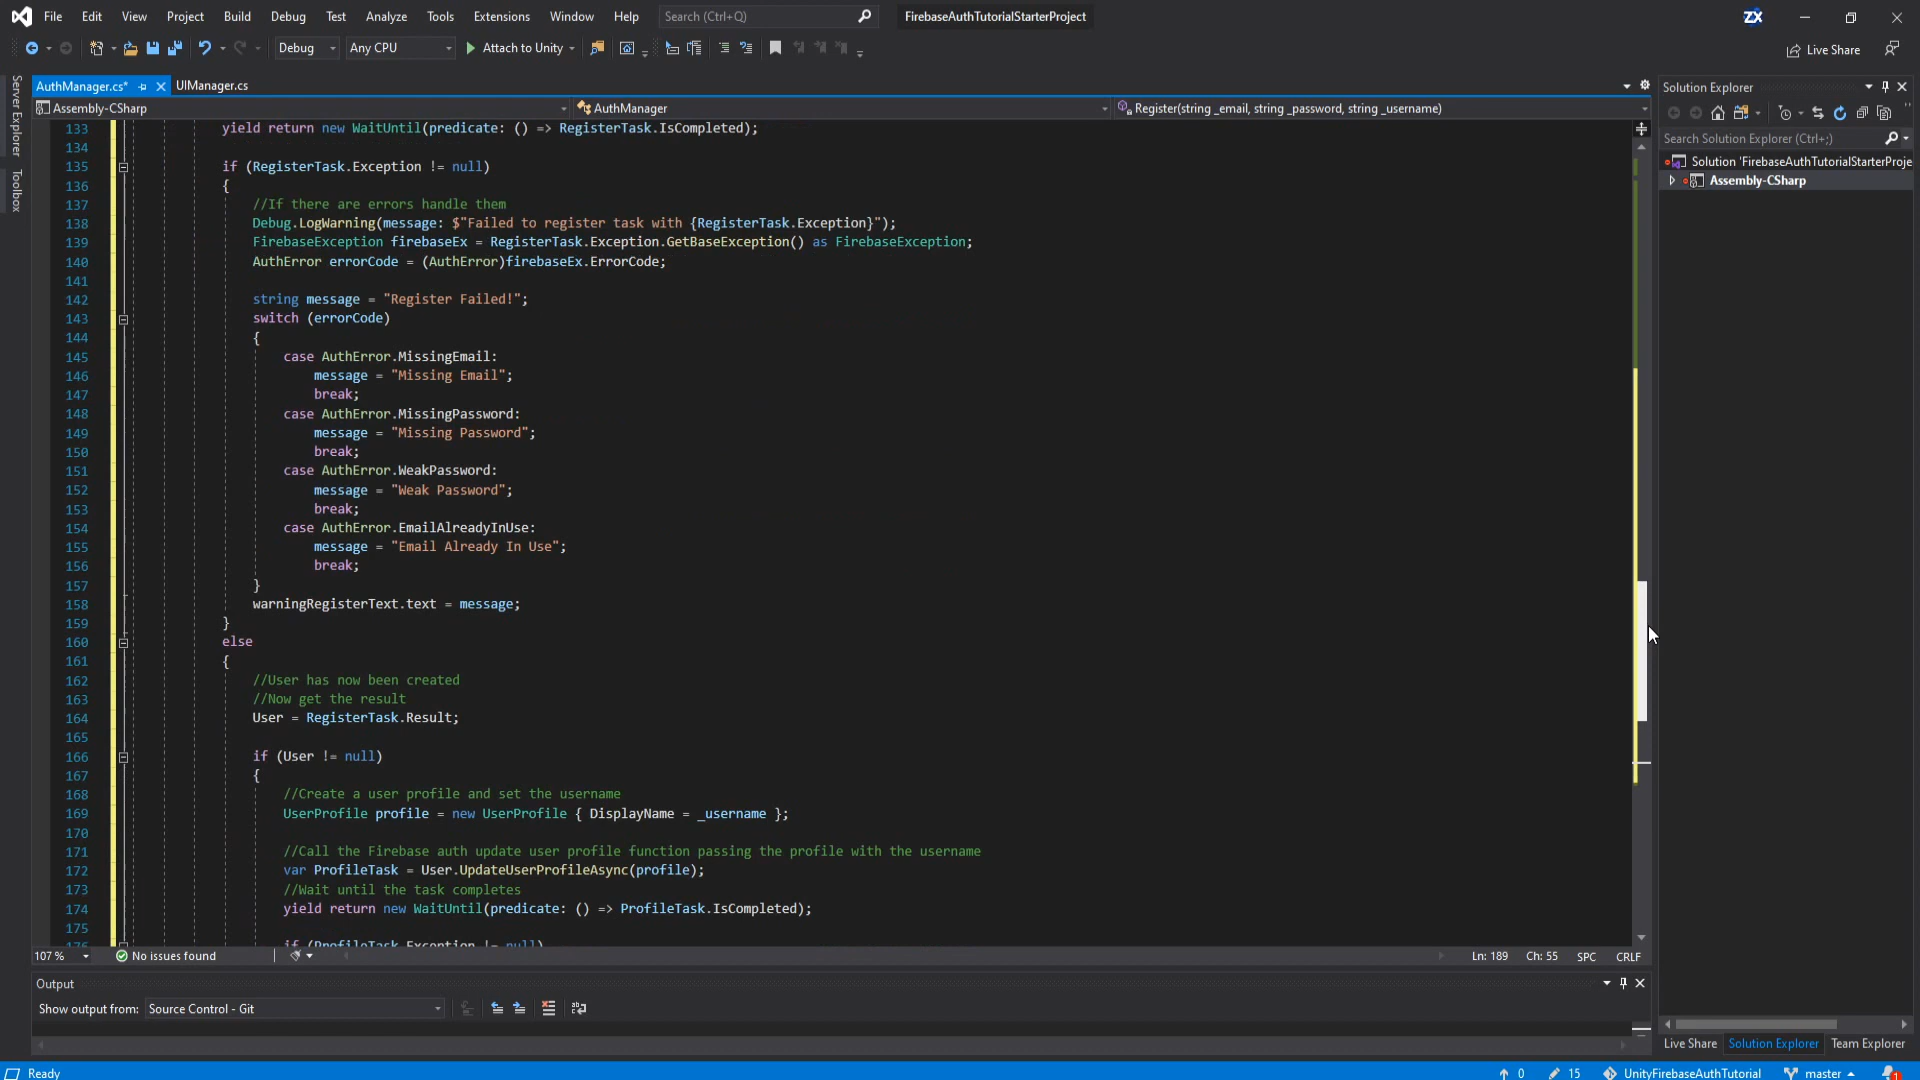 File Edit View Project Build Debug Test Analyze Tools Extensions Window Help Search (Ctrl+Q) FirebaseAuthTutorialStarterProject ZX
Debug Any CPU Attach to Unity Live Share
Server Explorer
Toolbox
AuthManager.cs* UIManager.cs
Assembly-CSharp AuthManager Register(string _email, string _password, string _username)
133 yield return new WaitUntil(predicate: () => RegisterTask.IsCompleted);
134
135 if (RegisterTask.Exception != null)
136 {
137 //If there are errors handle them
138 Debug.LogWarning(message: $"Failed to register task with {RegisterTask.Exception}");
139 FirebaseException firebaseEx = RegisterTask.Exception.GetBaseException() as FirebaseException;
140 AuthError errorCode = (AuthError)firebaseEx.ErrorCode;
141
142 string message = "Register Failed!";
143 switch (errorCode)
144 {
145 case AuthError.MissingEmail:
146 message = "Missing Email";
147 break;
148 case AuthError.MissingPassword:
149 message = "Missing Password";
150 break;
151 case AuthError.WeakPassword:
152 message = "Weak Password";
153 break;
154 case AuthError.EmailAlreadyInUse:
155 message = "Email Already In Use";
156 break;
157 }
158 warningRegisterText.text = message;
159 }
160 else
161 {
162 //User has now been created
163 //Now get the result
164 User = RegisterTask.Result;
165
166 if (User != null)
167 {
168 //Create a user profile and set the username
169 UserProfile profile = new UserProfile { DisplayName = _username };
170
171 //Call the Firebase auth update user profile function passing the profile with the username
172 var ProfileTask = User.UpdateUserProfileAsync(profile);
173 //Wait until the task completes
174 yield return new WaitUntil(predicate: () => ProfileTask.IsCompleted);
175
176 if (ProfileTask.Exception != null)
107 % No issues found Ln: 189 Ch: 55 SPC CRLF
Output
Show output from: Source Control - Git
Solution Explorer
Search Solution Explorer (Ctrl+;)
Solution 'FirebaseAuthTutorialStarterProje
Assembly-CSharp
Live Share Solution Explorer Team Explorer
Ready 0 15 UnityFirebaseAuthTutorial master 1